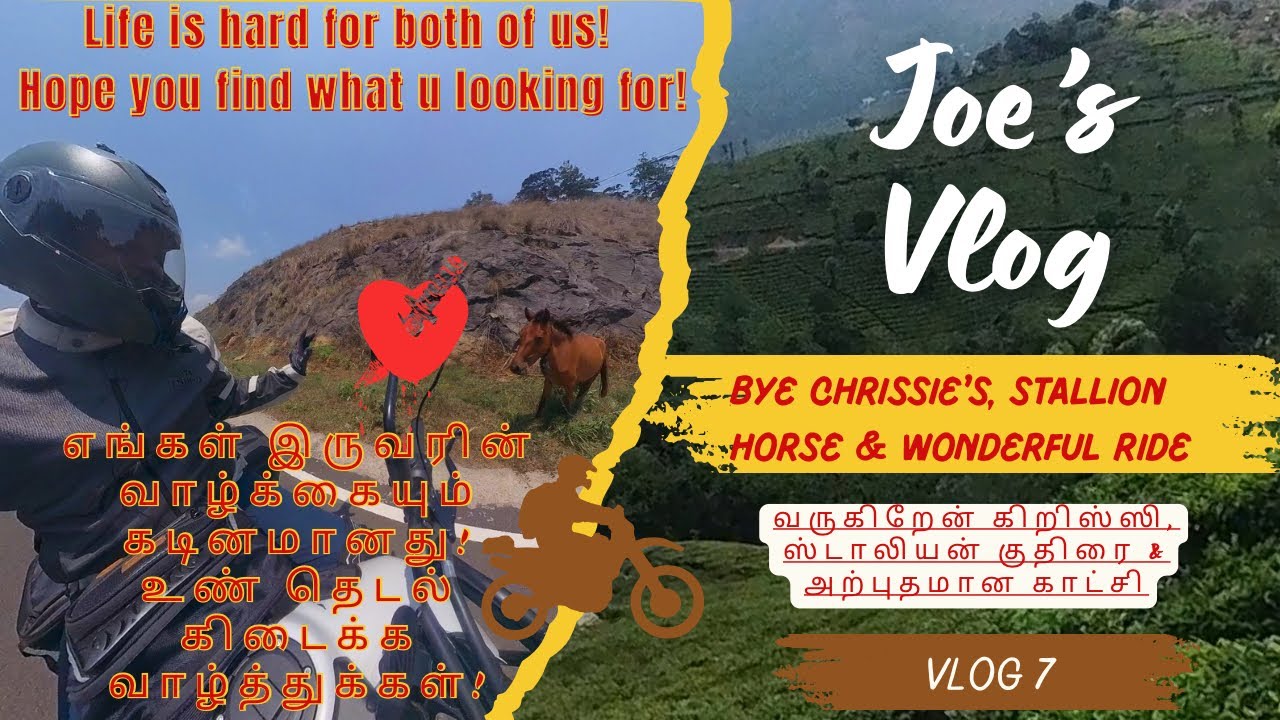 Life is hard for both of us!
Hope you find what u looking for!
எங்கள் இருவரின்
வாழ்க்கையும்
கடினமானது!
உண் தெடல்
கிடைக்க
வாழ்த்துக்கள்!
Joe's
Vlog
BYE CHRISSIE'S, STALLION
HORSE & WONDERFUL RIDE
வருகிறேன் கிறிஸ்ஸி,
ஸ்டாலியன் குதிரை &
அற்புதமான காட்சி
VLOG 7